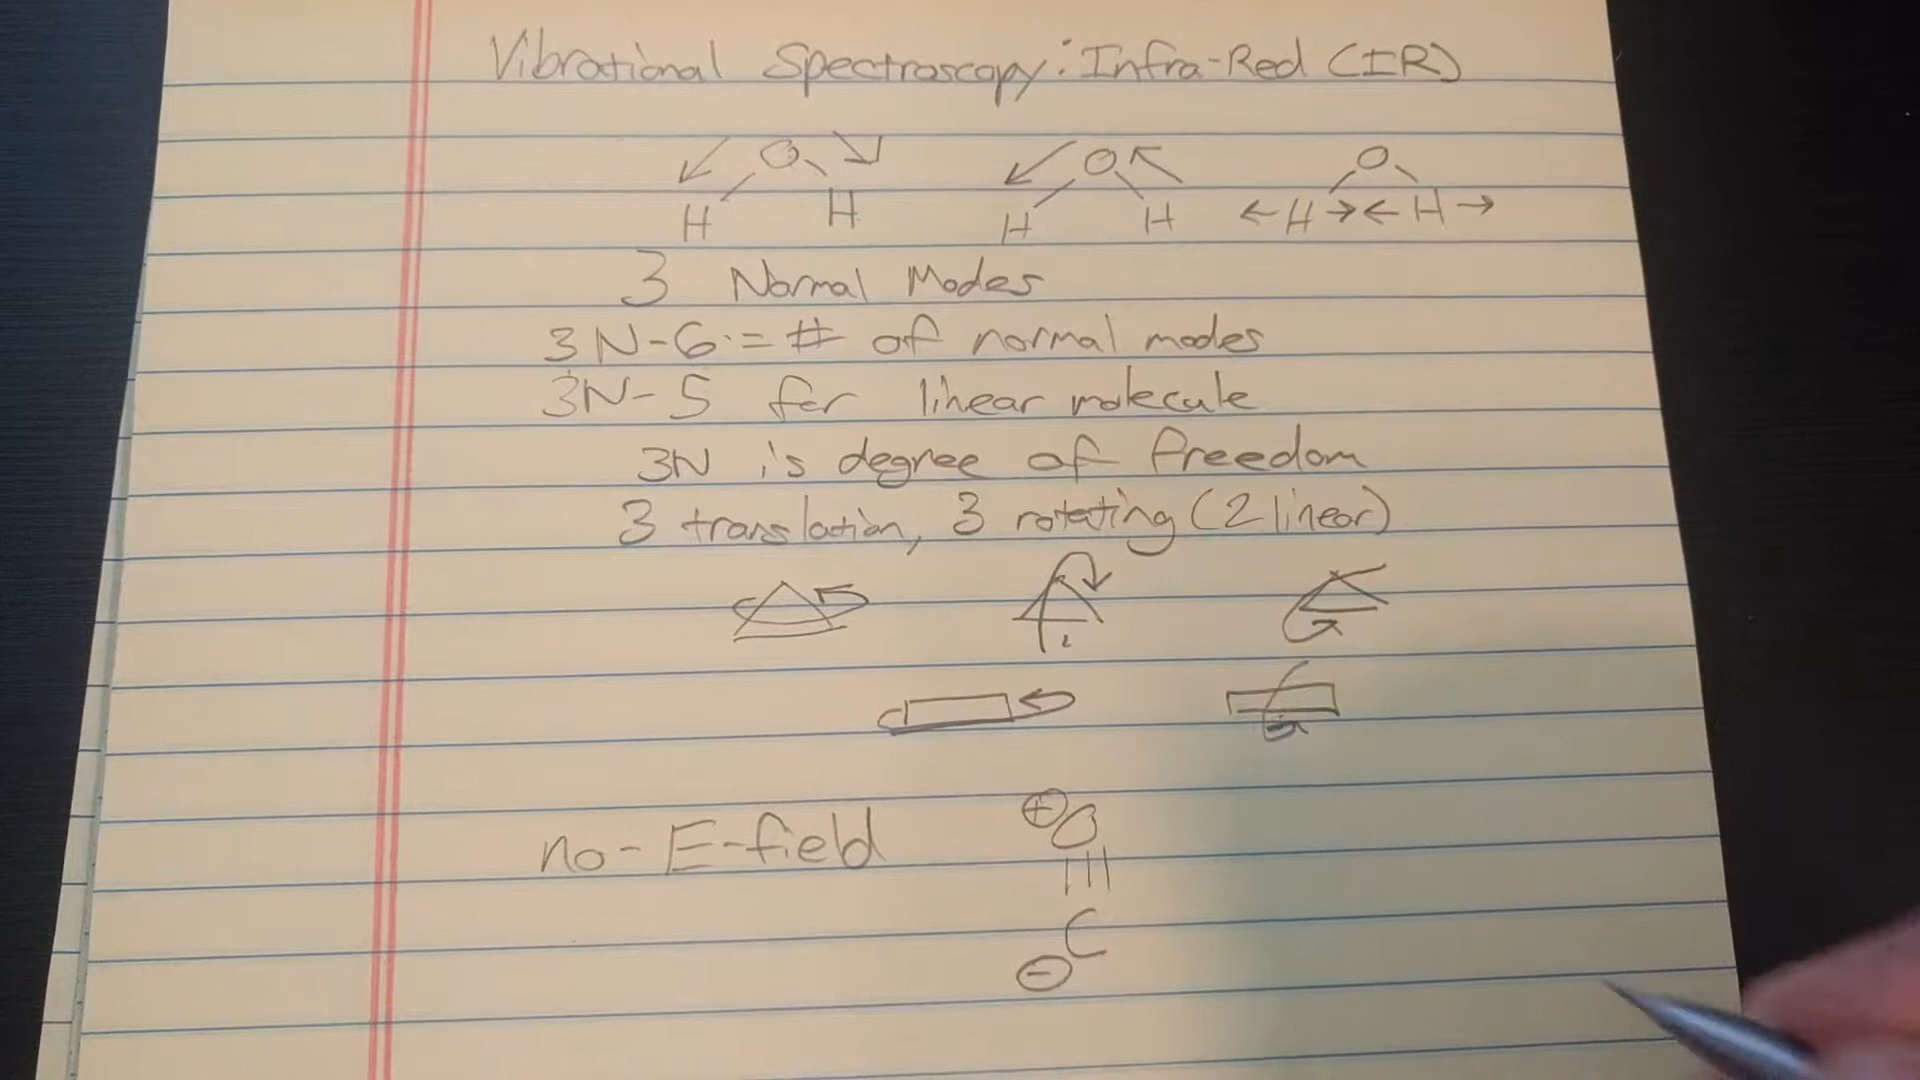 Vibrational Spectroscopy: Infra-Red (IR)
O O O
H H H H ←H→←H→
3 Normal Modes
3N-6 = # of normal modes
3N-5 for linear molecule
3N is degree of freedom
3 translation, 3 rotating (2 linear)
no-E-field
⊕O
|||
C
⊖